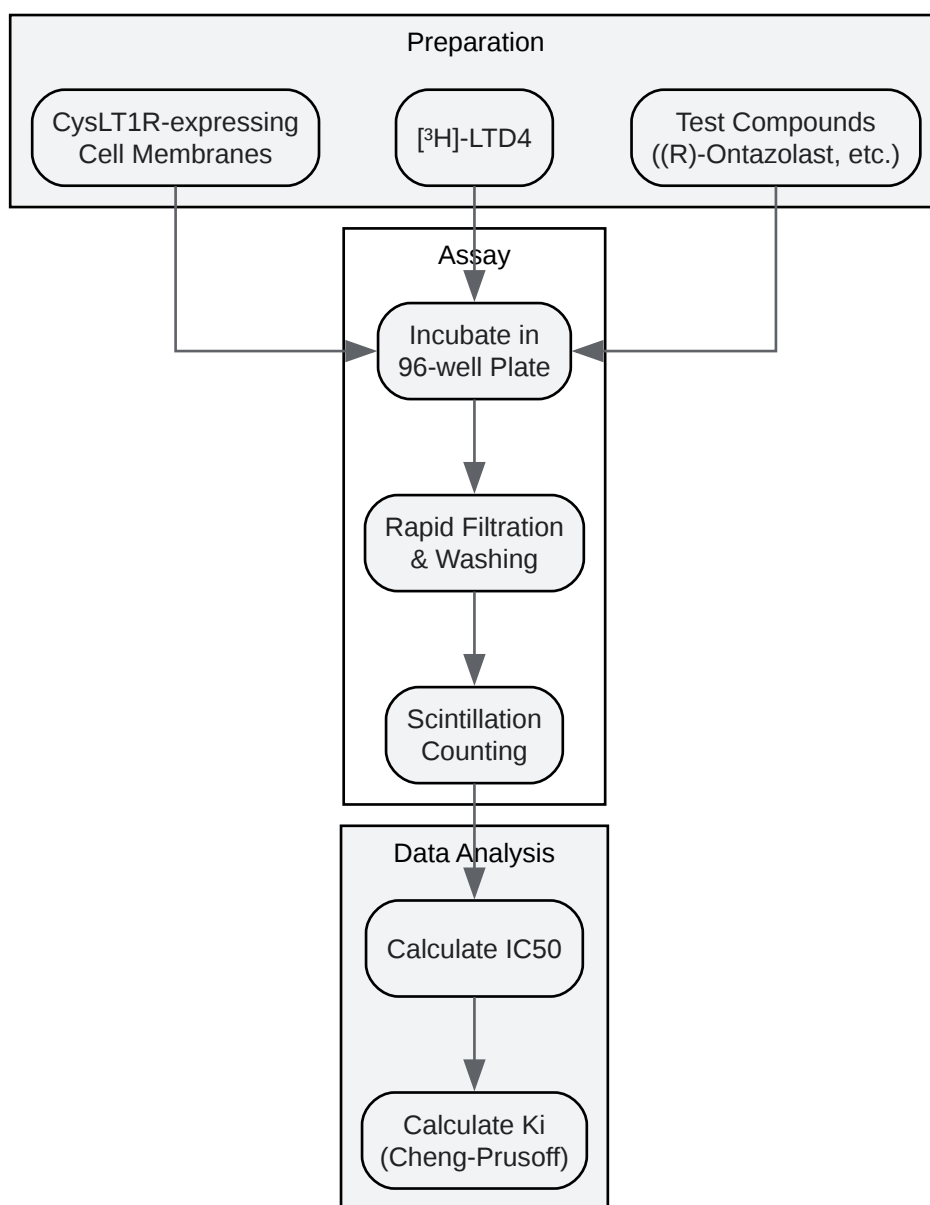 Preparation
CysLT1R-expressing
Cell Membranes
[³H]-LTD4
Test Compounds
((R)-Ontazolast, etc.)
Assay
Incubate in
96-well Plate
Rapid Filtration
& Washing
Scintillation
Counting
Data Analysis
Calculate IC50
Calculate Ki
(Cheng-Prusoff)